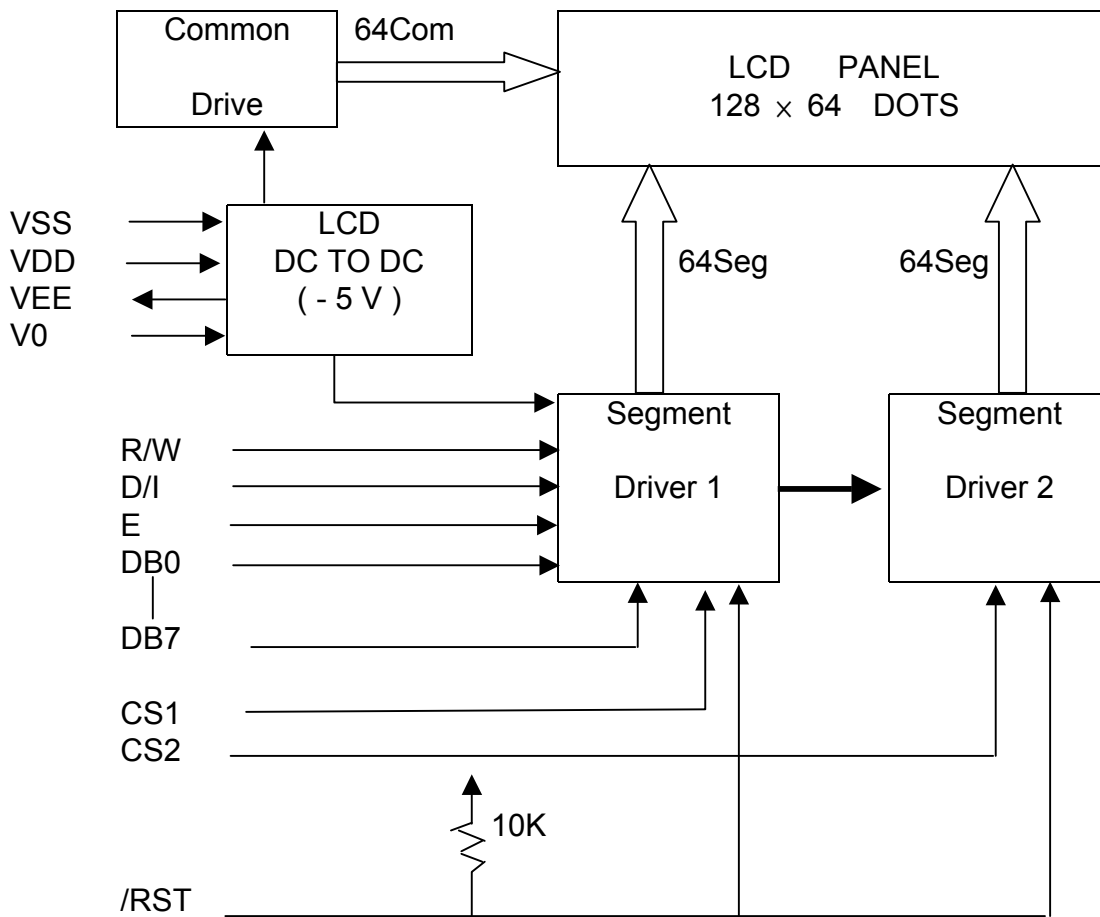 Common
Drive
64Com
LCD PANEL
128 x 64 DOTS
VSS
VDD
VEE
V0
LCD
DC TO DC
( - 5 V )
64Seg
64Seg
R/W
D/I
E
DB0
DB7
Segment
Driver 1
Segment
Driver 2
CS1
CS2
10K
/RST